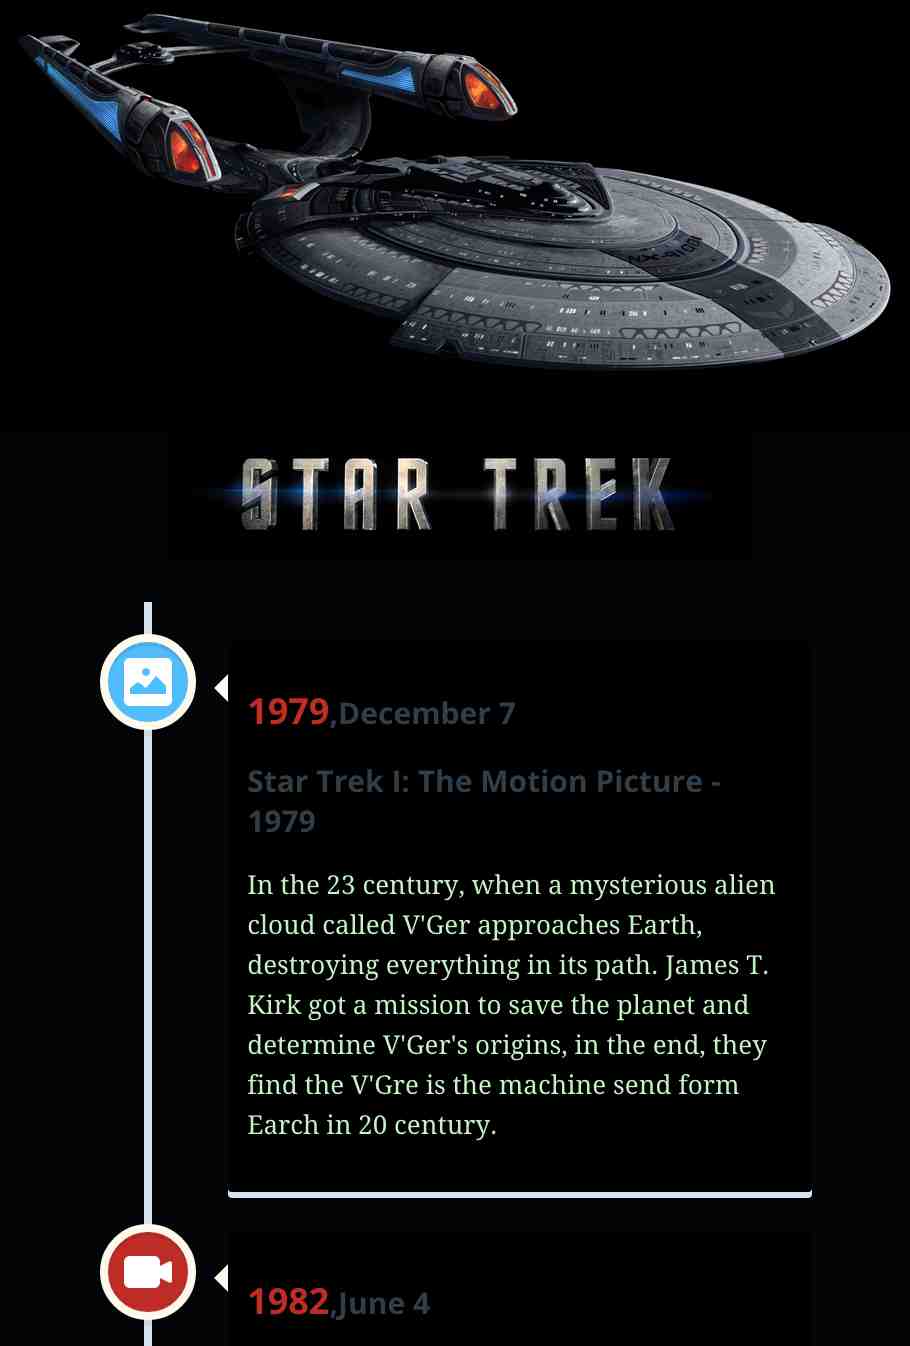 STAR TREK
1979,December 7
Star Trek I: The Motion Picture -
1979
In the 23 century, when a mysterious alien
cloud called V'Ger approaches Earth,
destroying everything in its path. James T.
Kirk got a mission to save the planet and
determine V'Ger's origins, in the end, they
find the V'Gre is the machine send form
Earch in 20 century.
1982,June 4